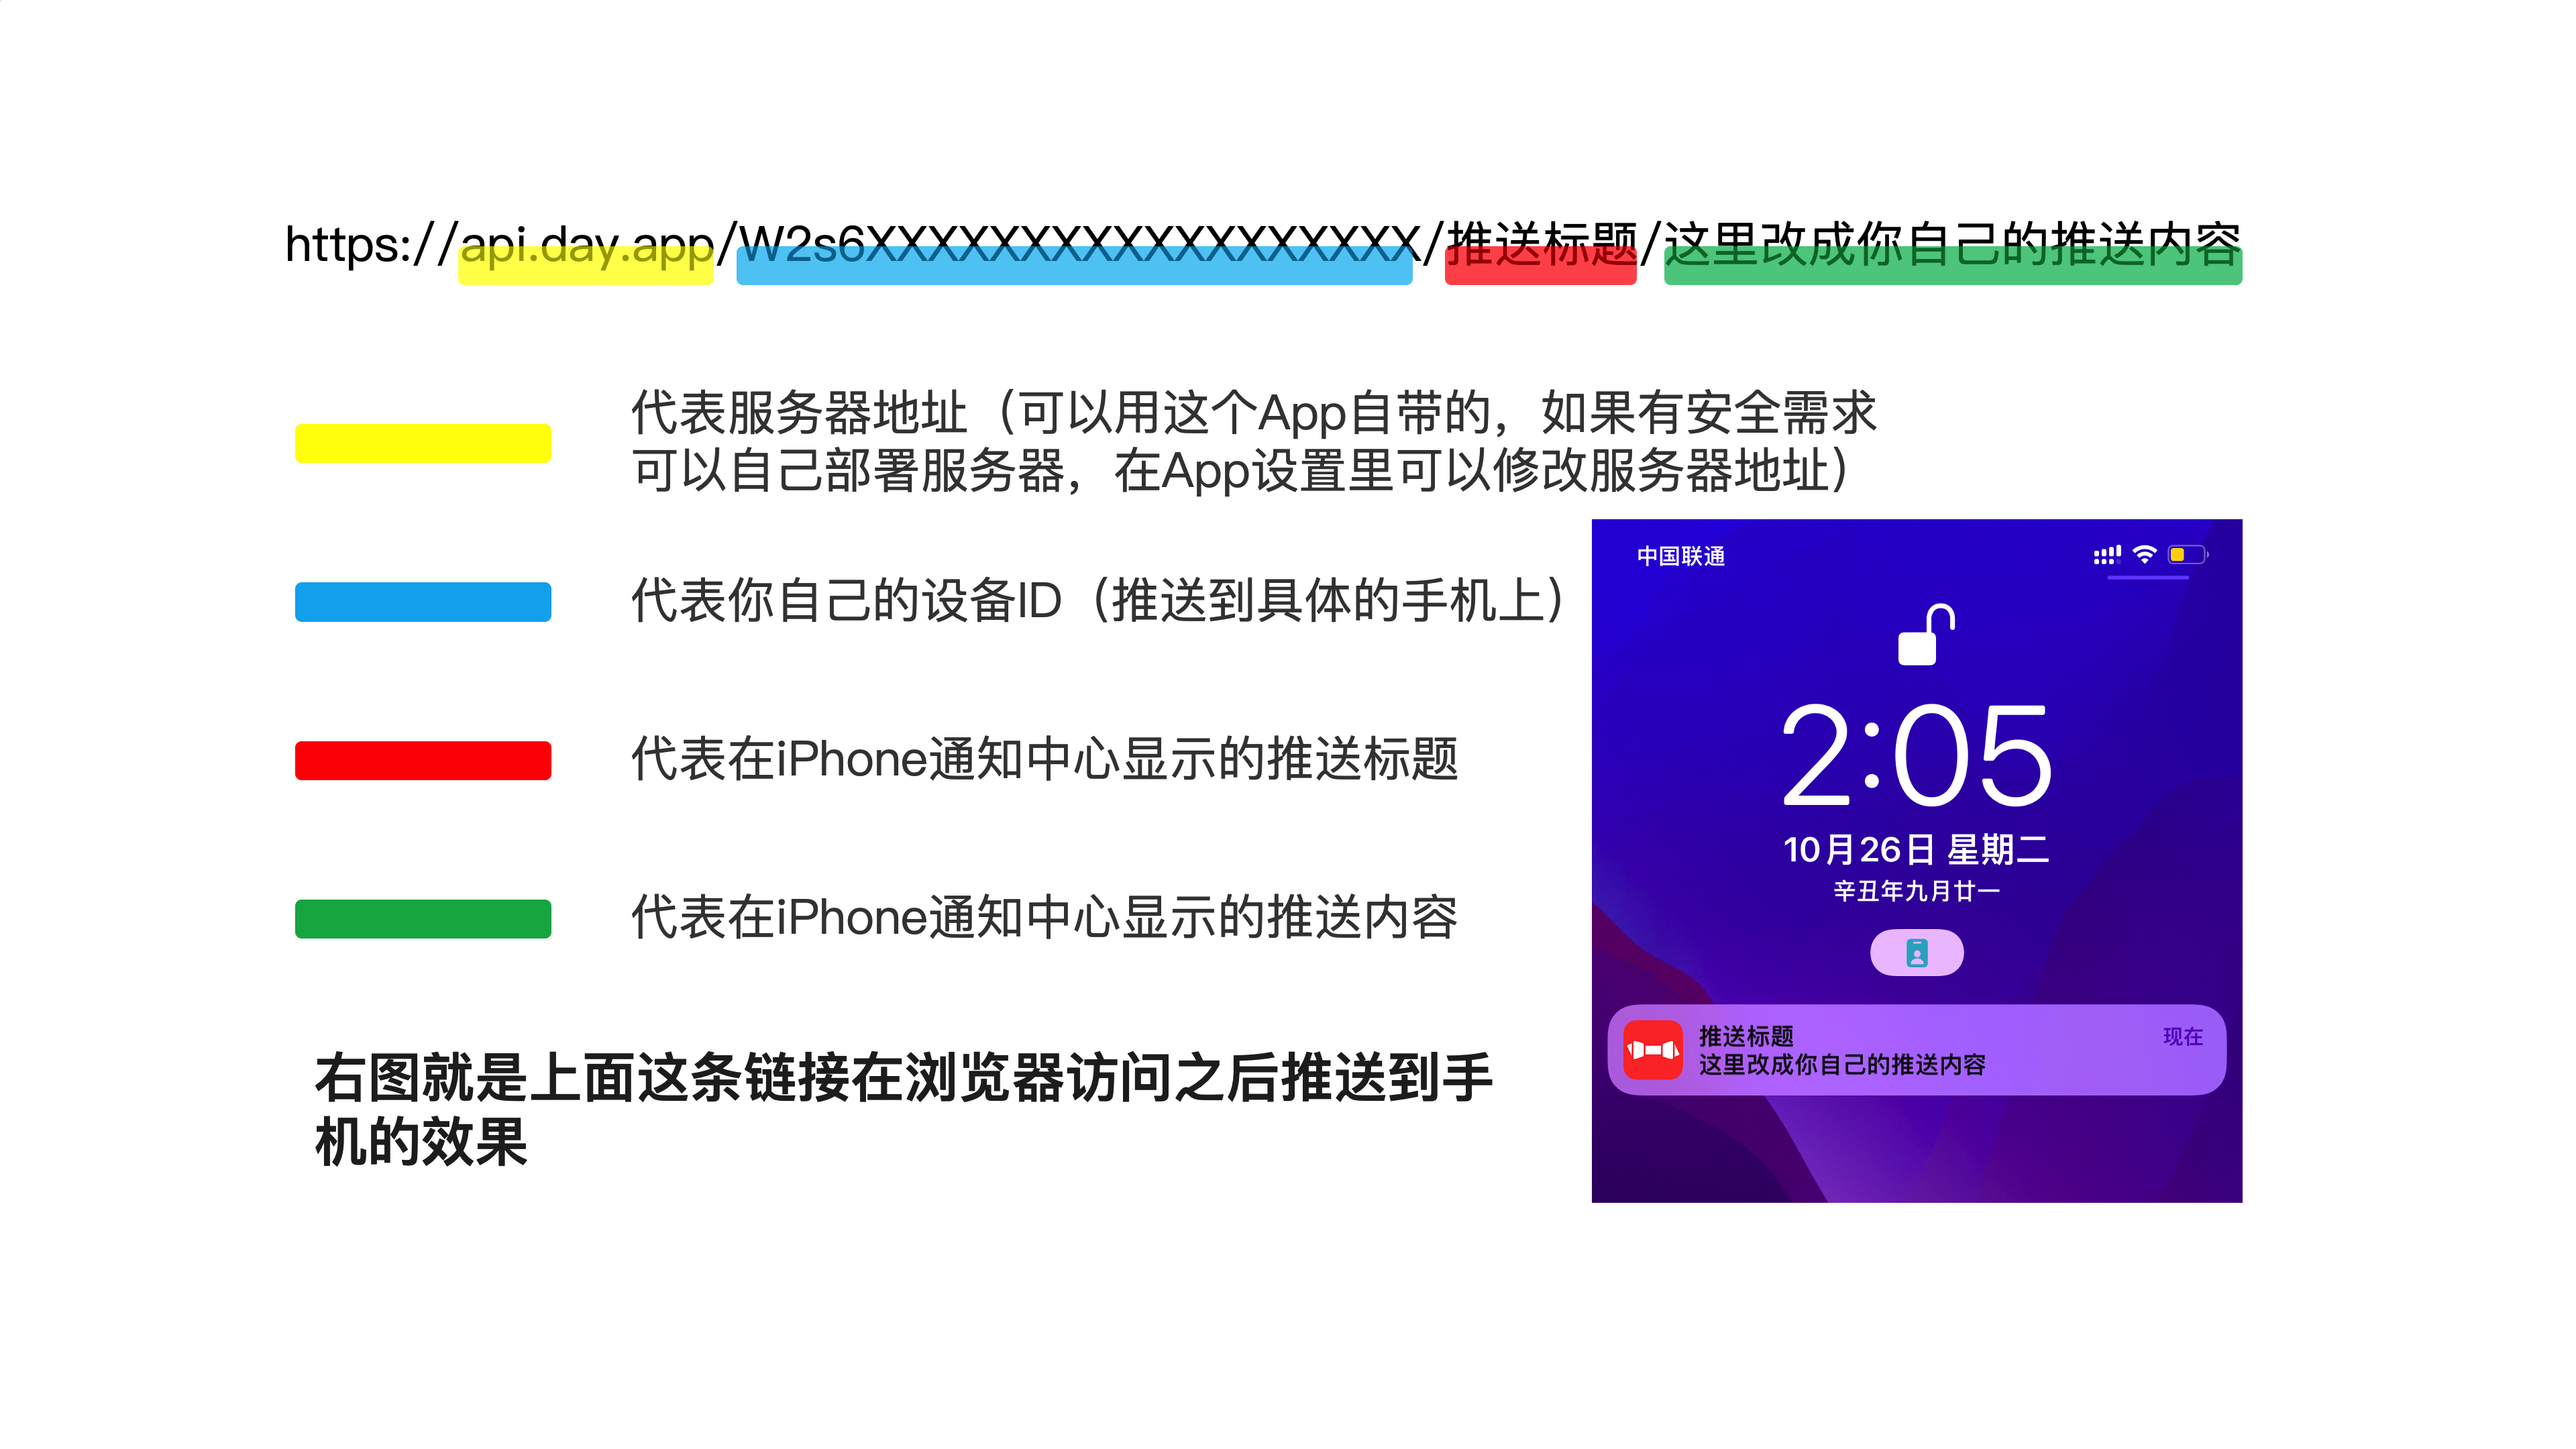 https://api.day.app/W2s6XXXXXXXXXXXXXXXXXX/推送标题/这里改成你自己的推送内容
代表服务器地址（可以用这个App自带的，如果有安全需求
可以自己部署服务器，在App设置里可以修改服务器地址）
代表你自己的设备ID（推送到具体的手机上）
代表在iPhone通知中心显示的推送标题
代表在iPhone通知中心显示的推送内容
右图就是上面这条链接在浏览器访问之后推送到手
机的效果
中国联通
2:05
10月26日 星期二
辛丑年九月廿一
推送标题
现在
这里改成你自己的推送内容